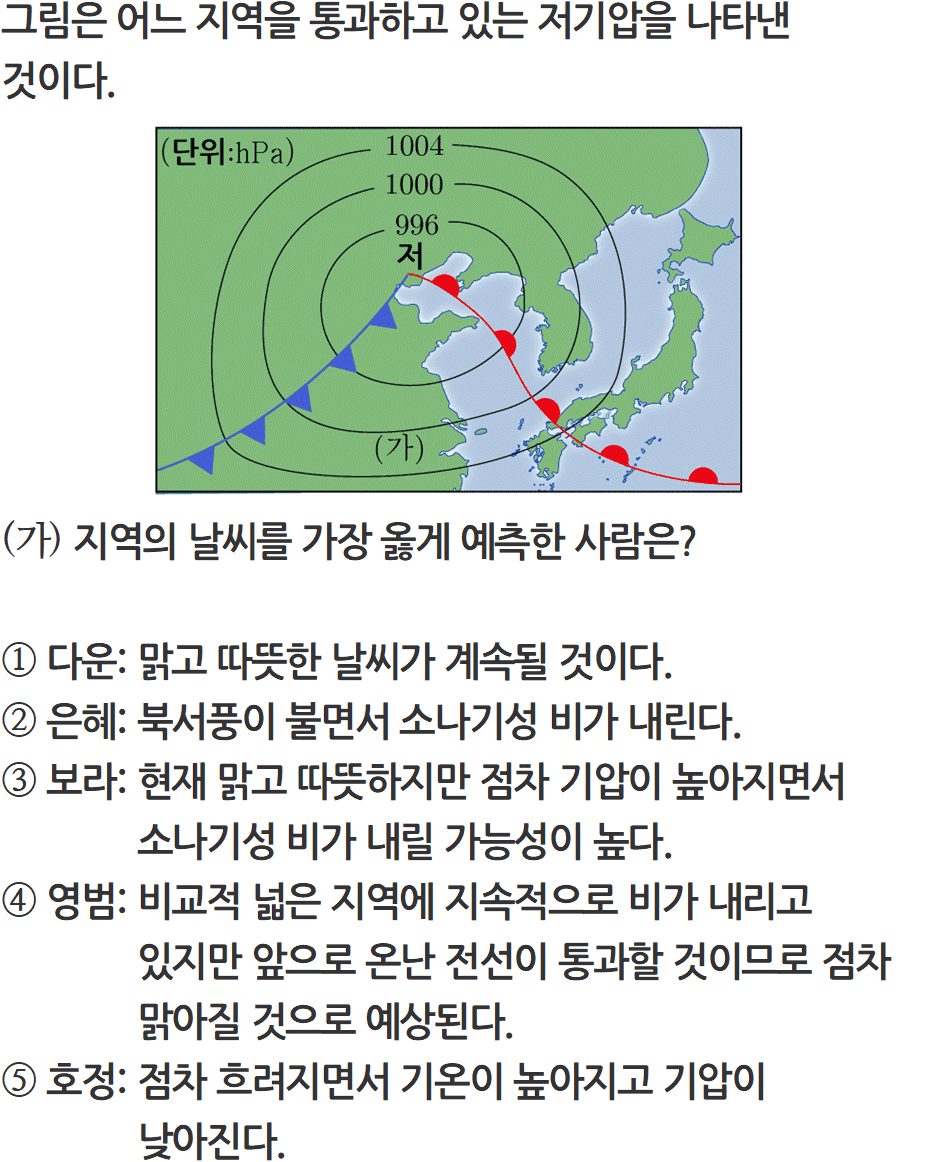 그림은 어느 지역을 통과하고 있는 저기압을 나타낸
것이다.
(단위:hPa)
1004
1000
996
저
(가)
(가) 지역의 날씨를 가장 옳게 예측한 사람은?
① 다운: 맑고 따뜻한 날씨가 계속될 것이다.
② 은혜: 북서풍이 불면서 소나기성 비가 내린다.
③ 보라: 현재 맑고 따뜻하지만 점차 기압이 높아지면서
소나기성 비가 내릴 가능성이 높다.
④ 영범: 비교적 넓은 지역에 지속적으로 비가 내리고
있지만 앞으로 온난 전선이 통과할 것이므로 점차
맑아질 것으로 예상된다.
⑤ 호정: 점차 흐려지면서 기온이 높아지고 기압이
낮아진다.